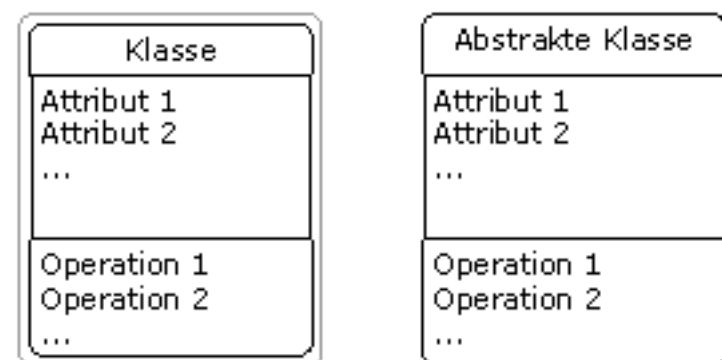 Klasse
Attribut 1
Attribut 2
...
Operation 1
Operation 2
...
Abstrakte Klasse
Attribut 1
Attribut 2
...
Operation 1
Operation 2
...